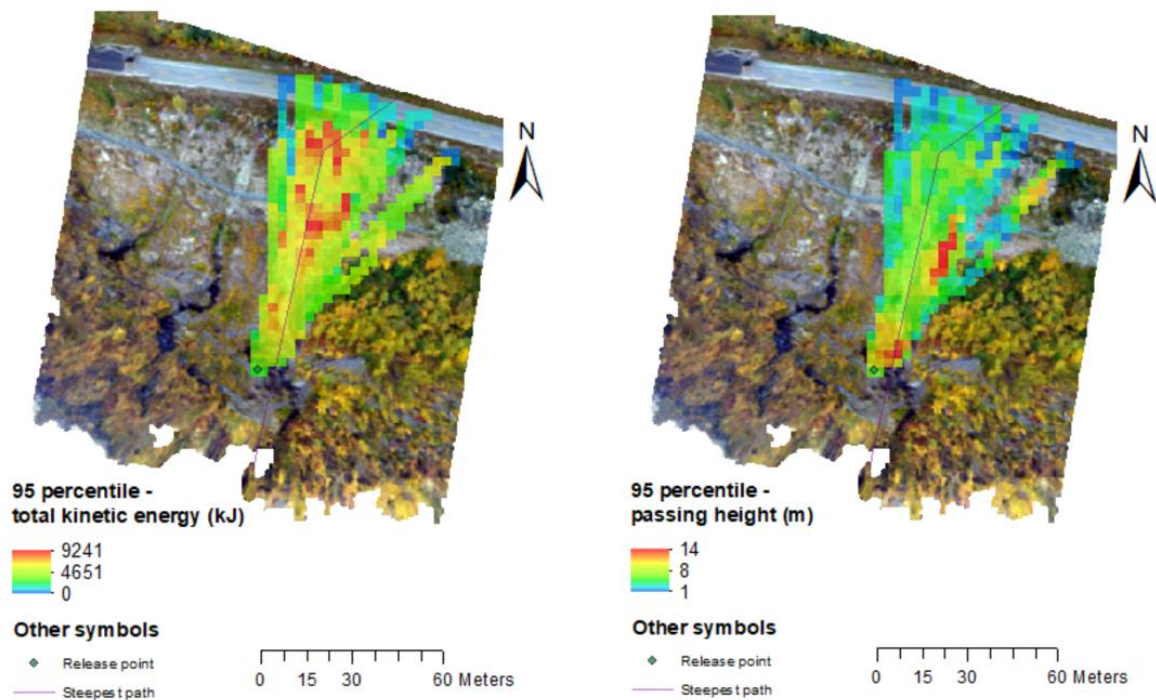 N
95 percentile -
total kinetic energy (kJ)
9241
4651
0
Other symbols
Release point
Steepest path
0 15 30 60 Meters
N
95 percentile -
passing height (m)
14
8
1
Other symbols
Release point
Steepest path
0 15 30 60 Meters